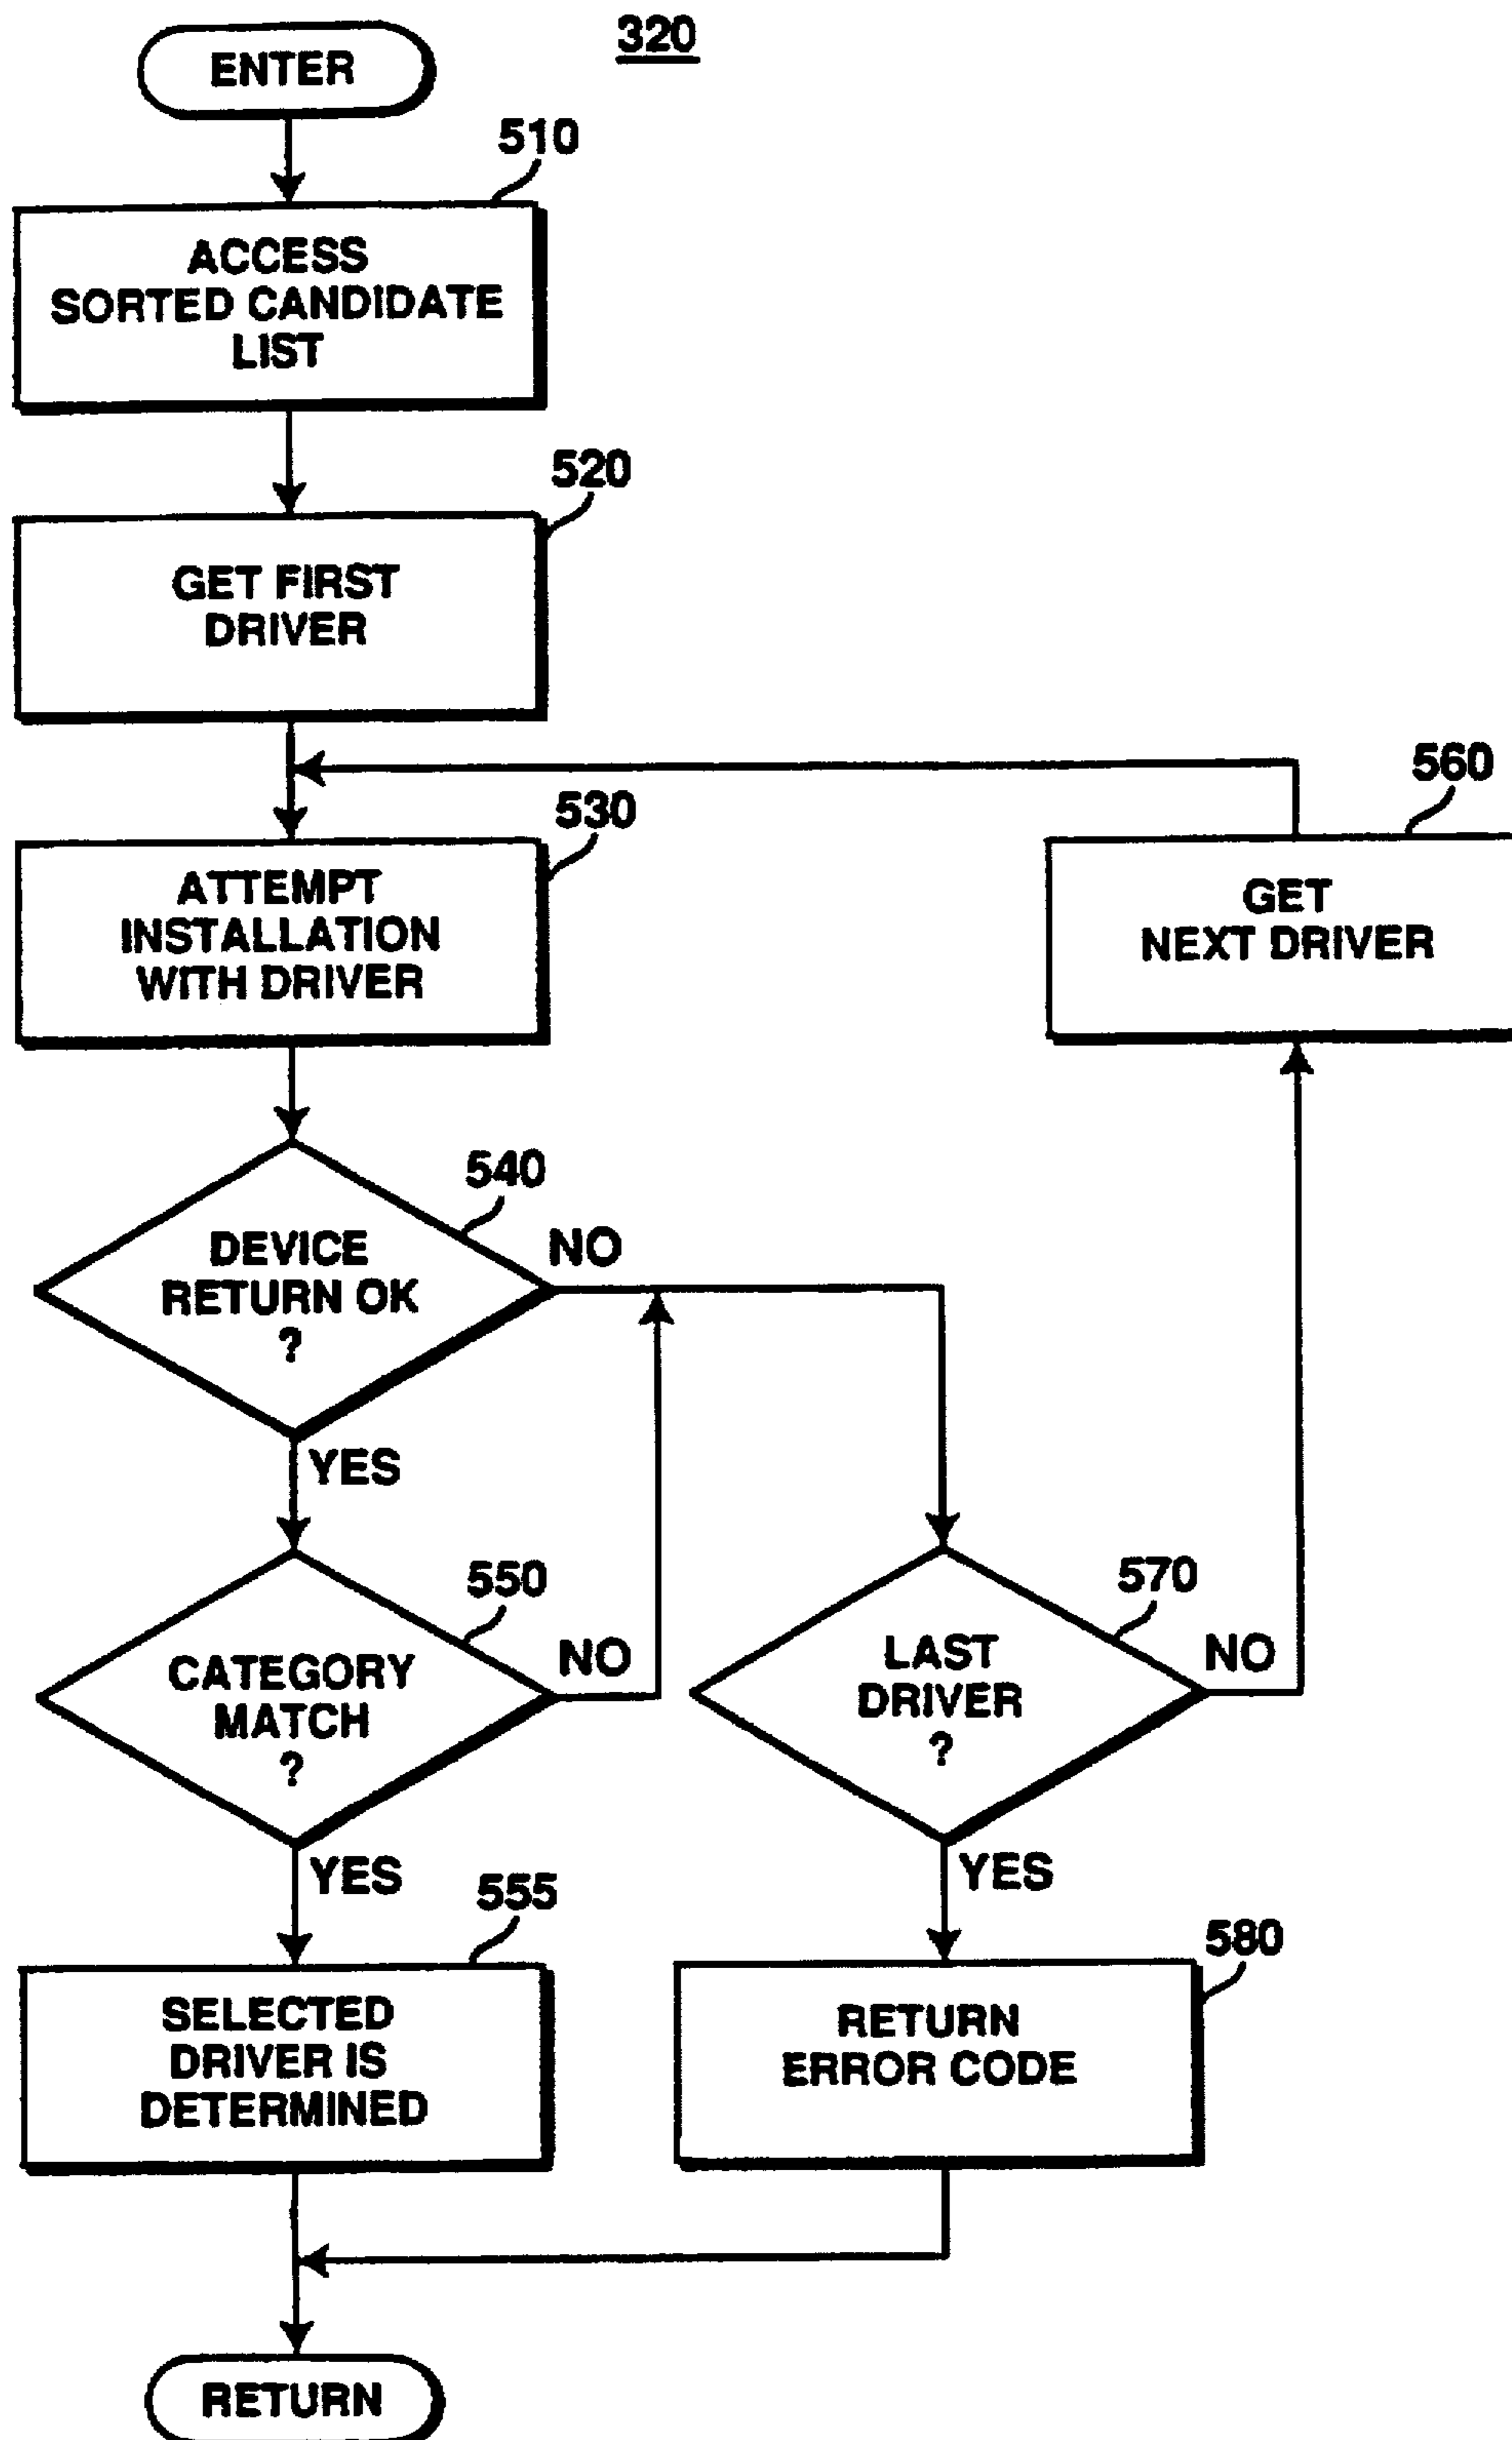 320
ENTER
510
ACCESS
SORTED CANDIDATE
LIST
520
GET FIRST
DRIVER
530
ATTEMPT
INSTALLATION
WITH DRIVER
560
GET
NEXT DRIVER
540
DEVICE
RETURN OK
?
NO
YES
550
CATEGORY
MATCH
?
NO
YES
570
LAST
DRIVER
?
NO
YES
555
SELECTED
DRIVER IS
DETERMINED
580
RETURN
ERROR CODE
RETURN